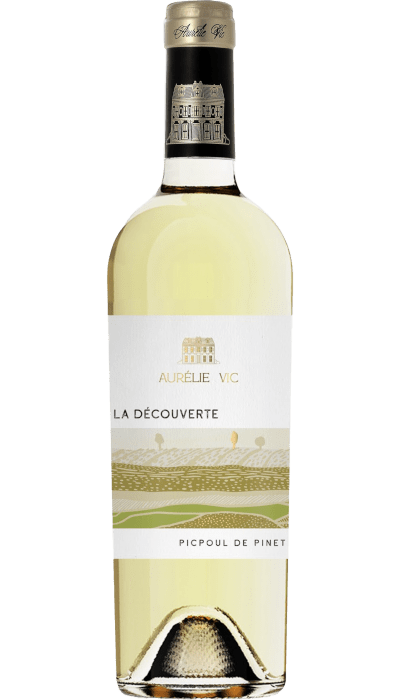 Aurélie Vic
AURÉLIE VIC
LA DÉCOUVERTE
PICPOUL DE PINET